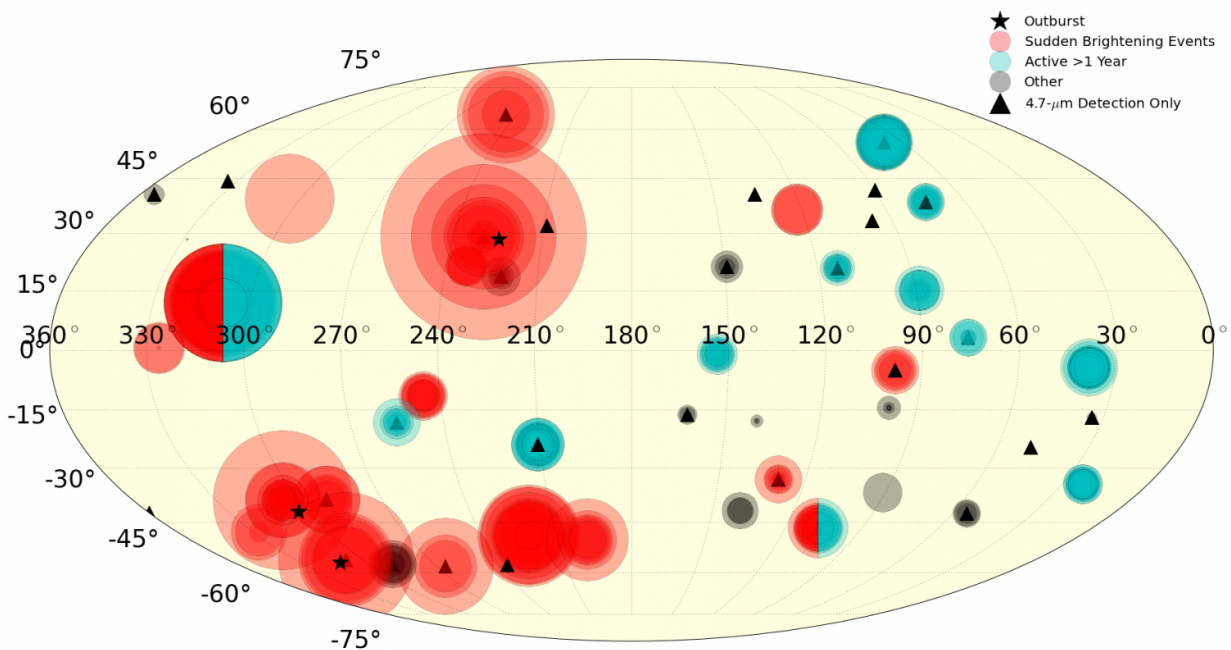 Outburst
Sudden Brightening Events
Active >1 Year
Other
4.7-μm Detection Only
75°
60°
45°
30°
15°
360° 330° 300° 270° 240° 210° 180° 150° 120° 90° 60° 30° 0°
0°
-15°
-30°
-45°
-60°
-75°